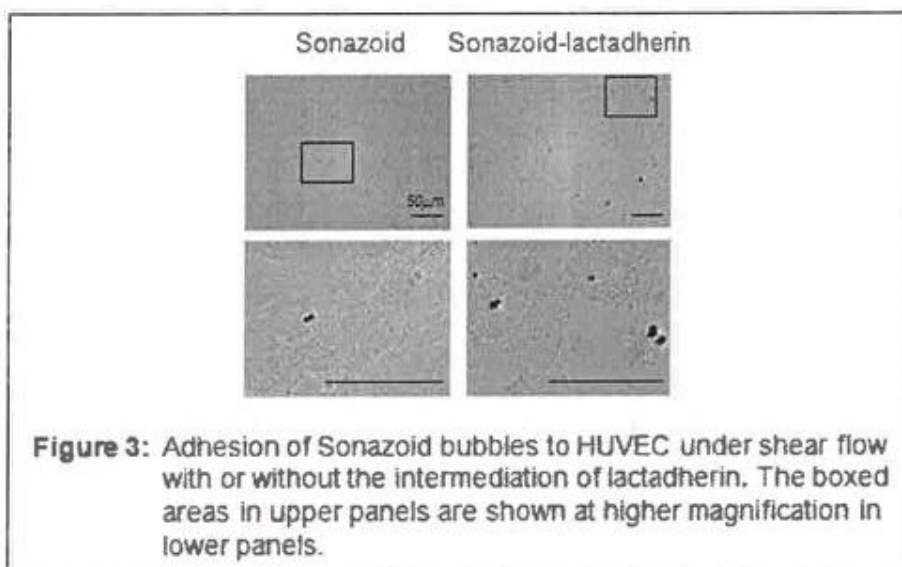 Sonazoid Sonazoid-lactadherin
50μm
Figure 3: Adhesion of Sonazoid bubbles to HUVEC under shear flow
with or without the intermediation of lactadherin. The boxed
areas in upper panels are shown at higher magnification in
lower panels.